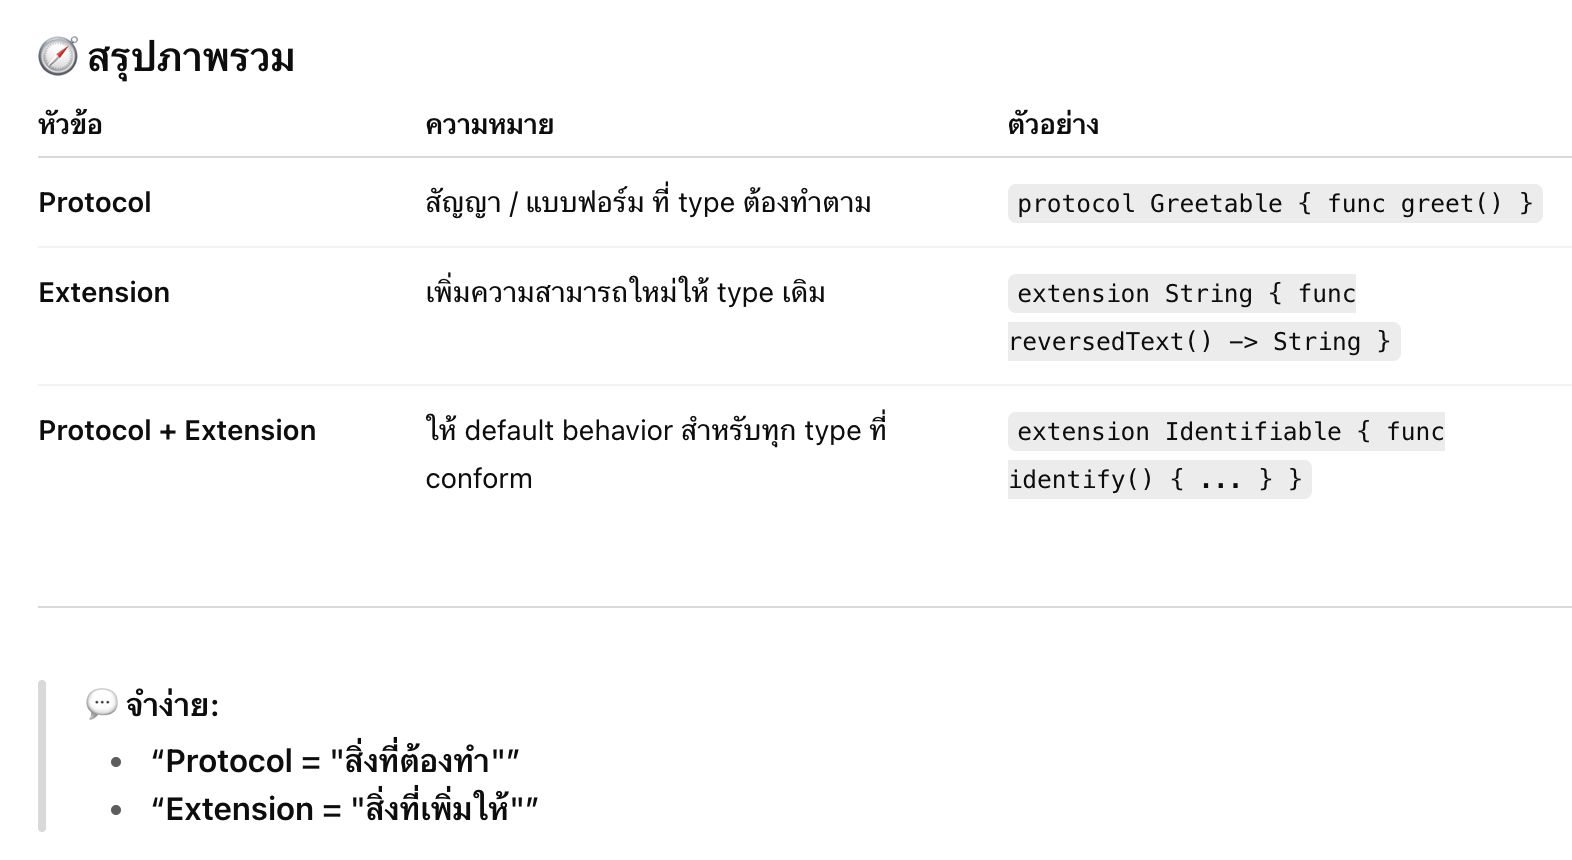 🧭 สรุปภาพรวม
หัวข้อ ความหมาย ตัวอย่าง
Protocol สัญญา / แบบฟอร์ม ที่ type ต้องทำตาม protocol Greetable { func greet() }
Extension เพิ่มความสามารถใหม่ให้ type เดิม extension String { func
reversedText() -> String }
Protocol + Extension ให้ default behavior สำหรับทุก type ที่ extension Identifiable { func
conform identify() { ... } }
💬 จำง่าย:
• “Protocol = "สิ่งที่ต้องทำ"”
• “Extension = "สิ่งที่เพิ่มให้"”